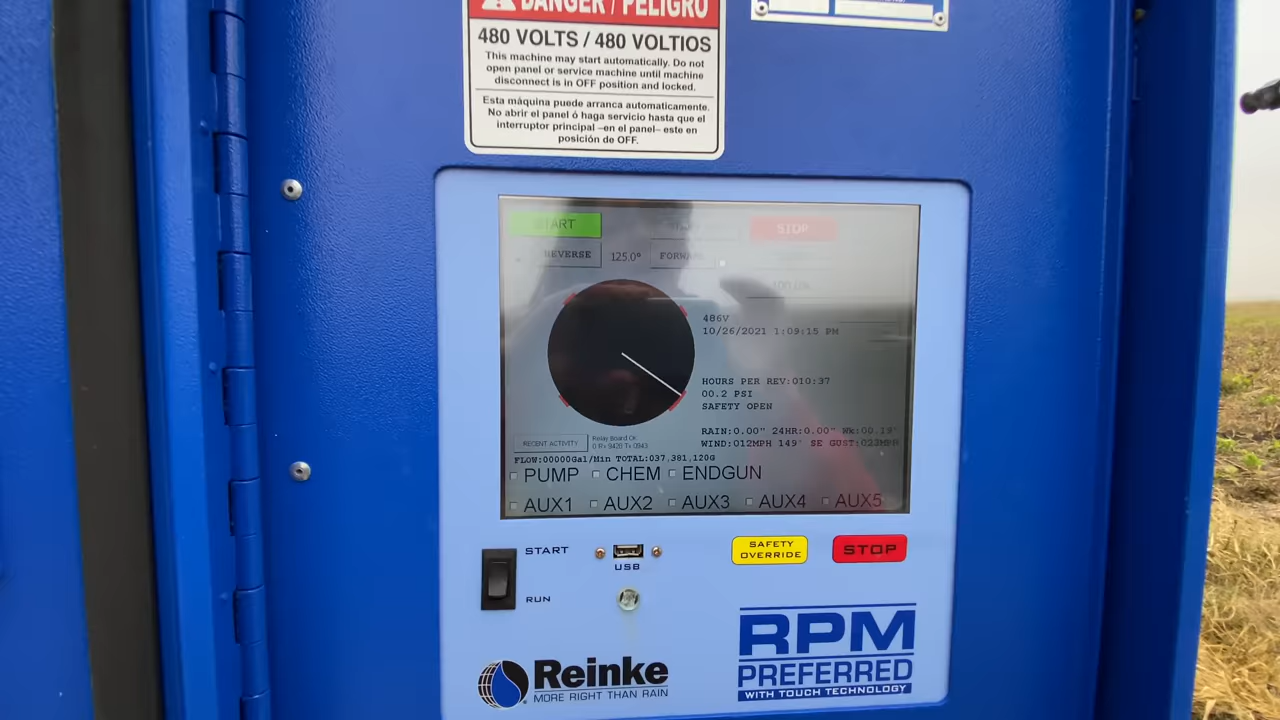 DANGER / PELIGRO
480 VOLTS / 480 VOLTIOS
This machine may start automatically. Do not
open panel or service machine until machine
disconnect is in OFF position and locked.
Esta máquina puede arranca automaticamente.
No abrir el panel ó haga servicio hasta que el
interruptor principal –en el panel– este en
posición de OFF.
START
STOP
REVERSE 125.0° FORWARD
486V
10/26/2021 1:09:15 PM
HOURS PER REV:010:37
00.2 PSI
SAFETY OPEN
RAIN:0.00" 24HR:0.00" Wk:00.19"
WIND:012MPH 149° SE GUST:023MPH
RECENT ACTIVITY
Relay Board Ok
FLOW:00000Gal/Min TOTAL:037,381,120G
PUMP CHEM ENDGUN
AUX1 AUX2 AUX3 AUX4 AUX5
START
RUN
USB
SAFETY
OVERRIDE
STOP
Reinke
MORE RIGHT THAN RAIN
RPM
PREFERRED
WITH TOUCH TECHNOLOGY